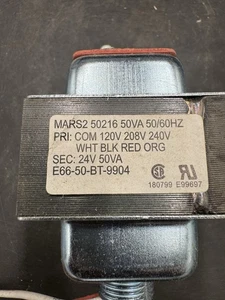 MARS2 50216 50VA 50/60HZ
PRI: COM 120V 208V 240V
WHT BLK RED ORG
SEC: 24V 50VA
E66-50-BT-9904
180799 E99697